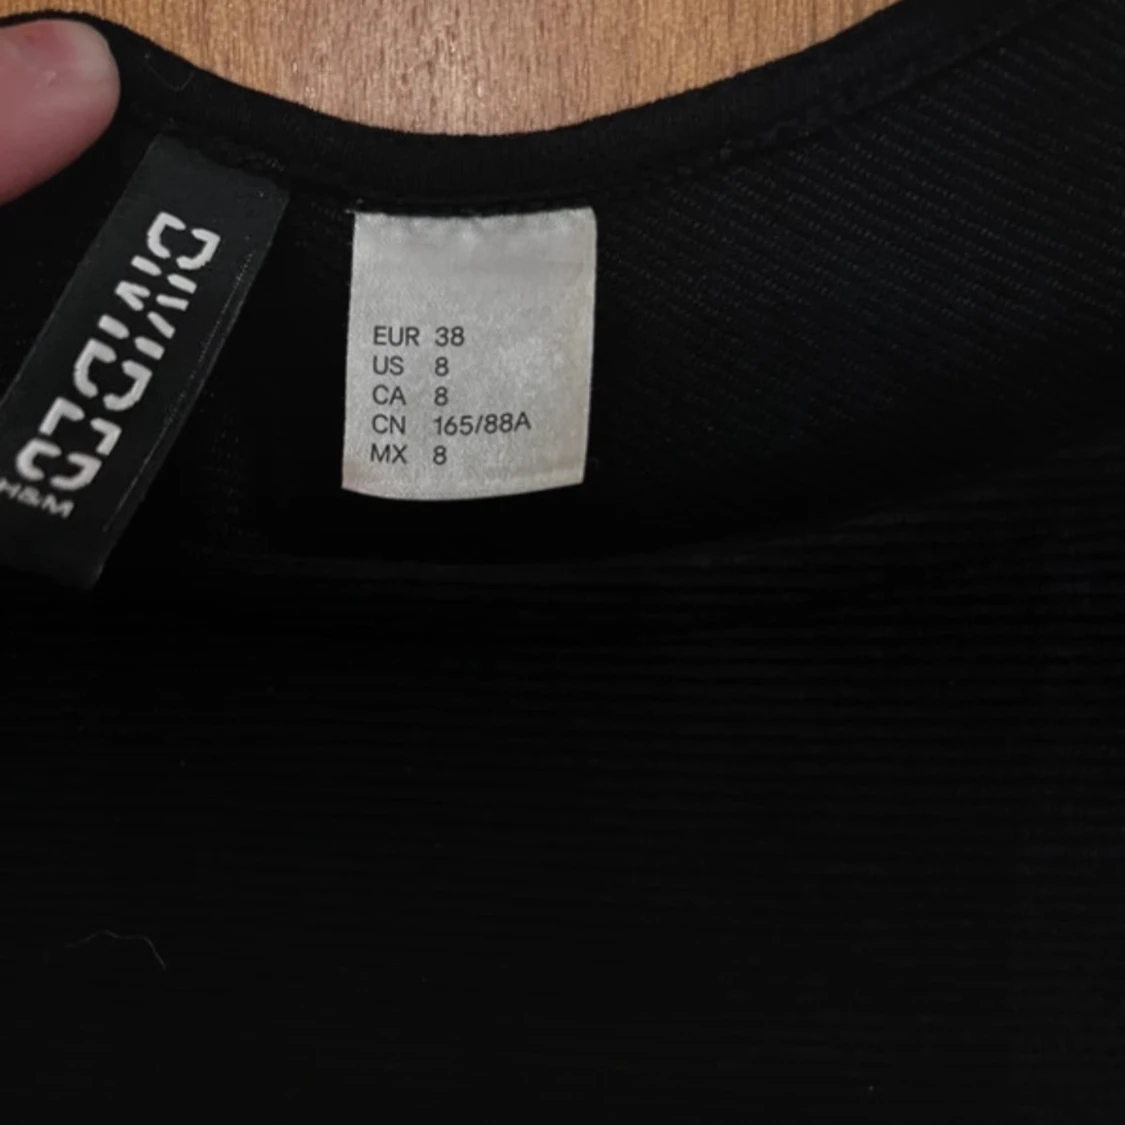 DIVIDED
H&M
EUR 38
US 8
CA 8
CN 165/88A
MX 8